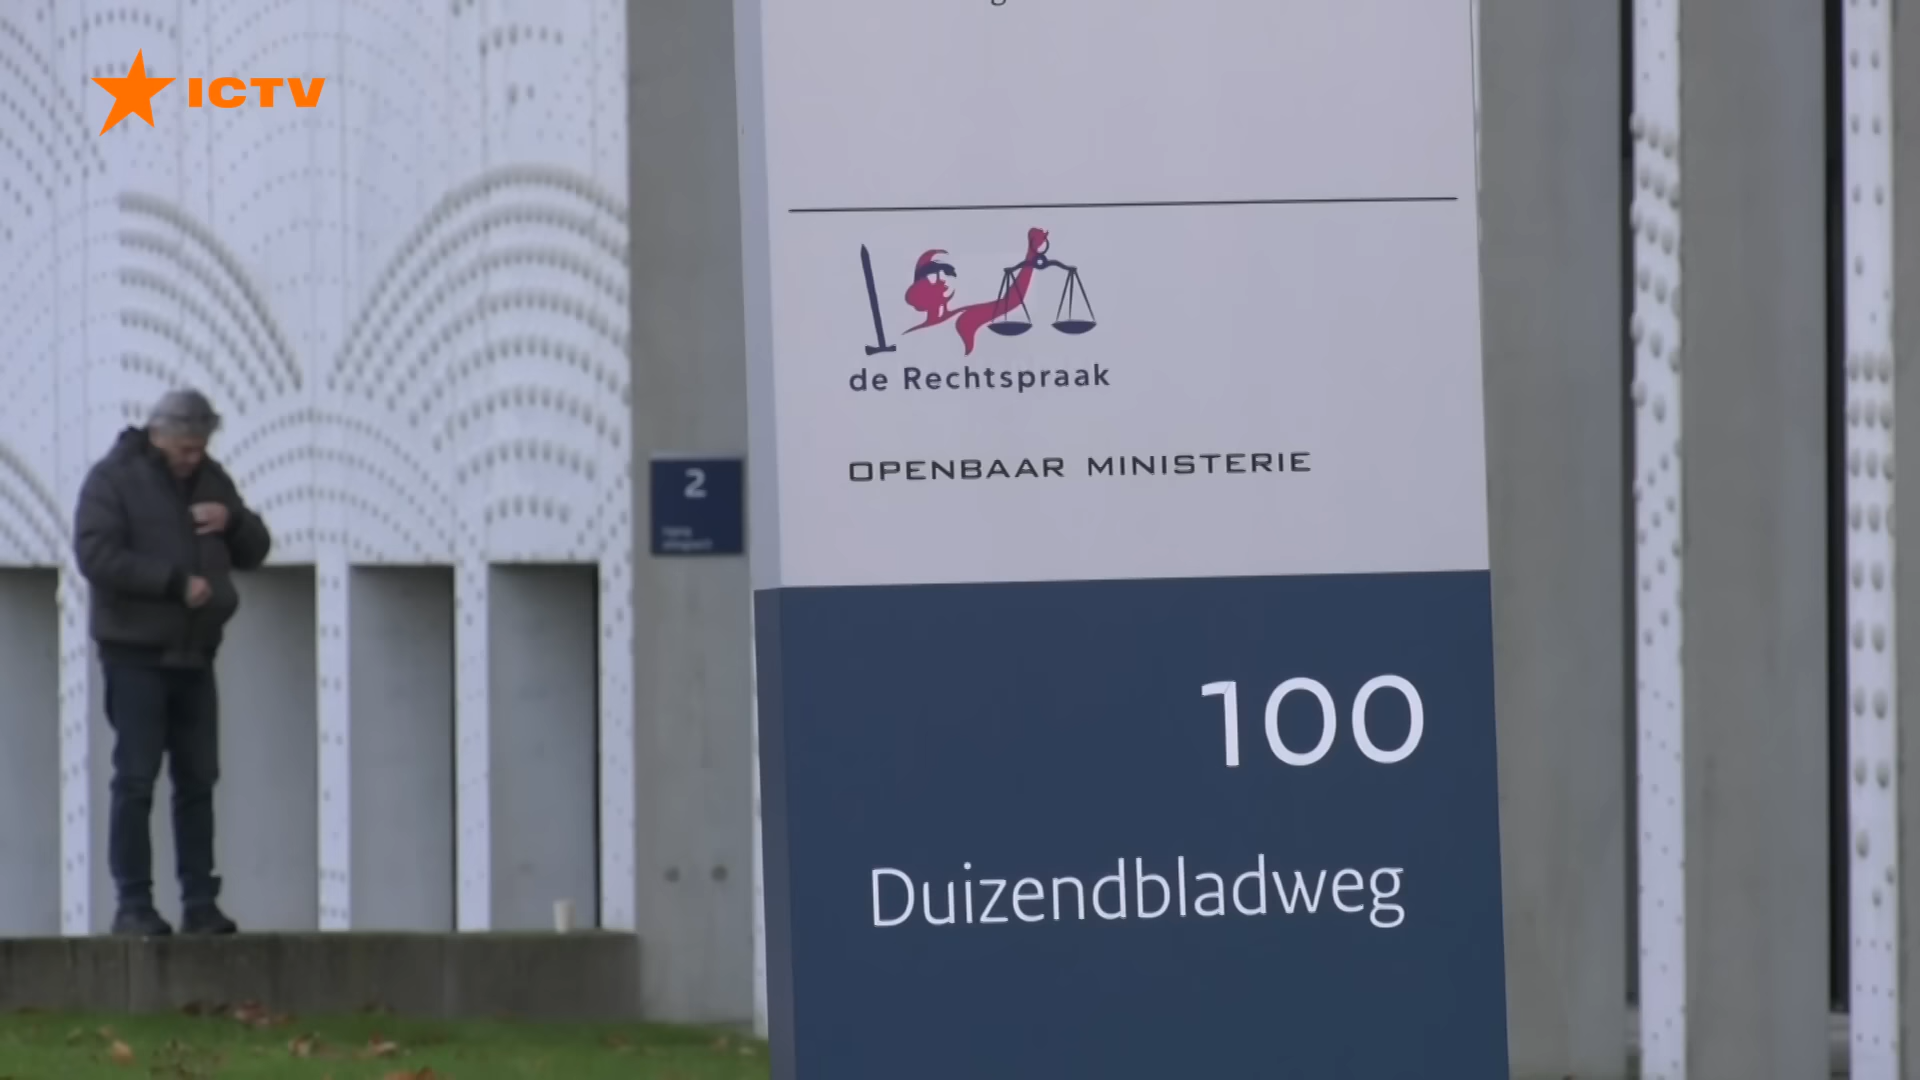 ICTV
de Rechtspraak
OPENBAAR MINISTERIE
2
100
Duizendbladweg